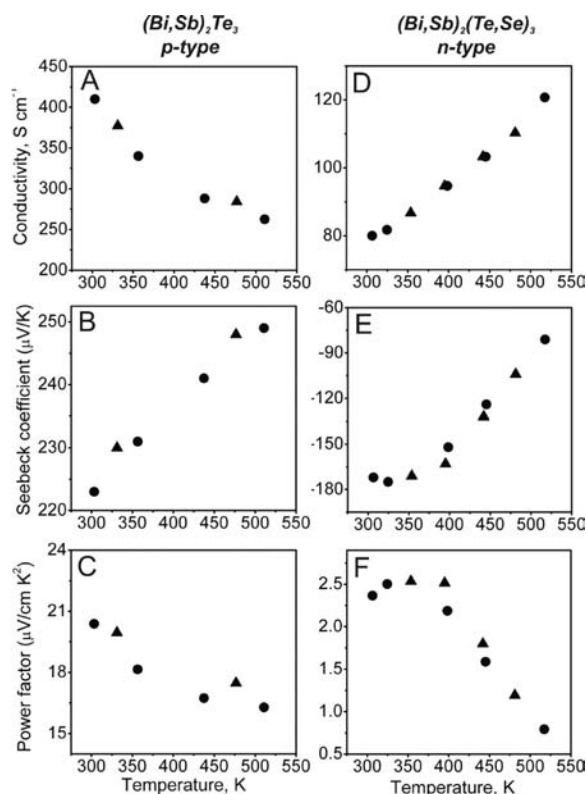 (Bi,Sb)₂Te₃
p-type
(Bi,Sb)₂(Te,Se)₃
n-type
A
Conductivity, S cm⁻¹
450
400
350
300
250
200
300 350 400 450 500 550
D
120
100
80
300 350 400 450 500 550
B
Seebeck coefficient (μV/K)
250
240
230
220
300 350 400 450 500 550
E
-60
-90
-120
-150
-180
300 350 400 450 500 550
C
Power factor (μV/cm K²)
24
21
18
15
300 350 400 450 500 550
Temperature, K
F
2.5
2.0
1.5
1.0
0.5
300 350 400 450 500 550
Temperature, K